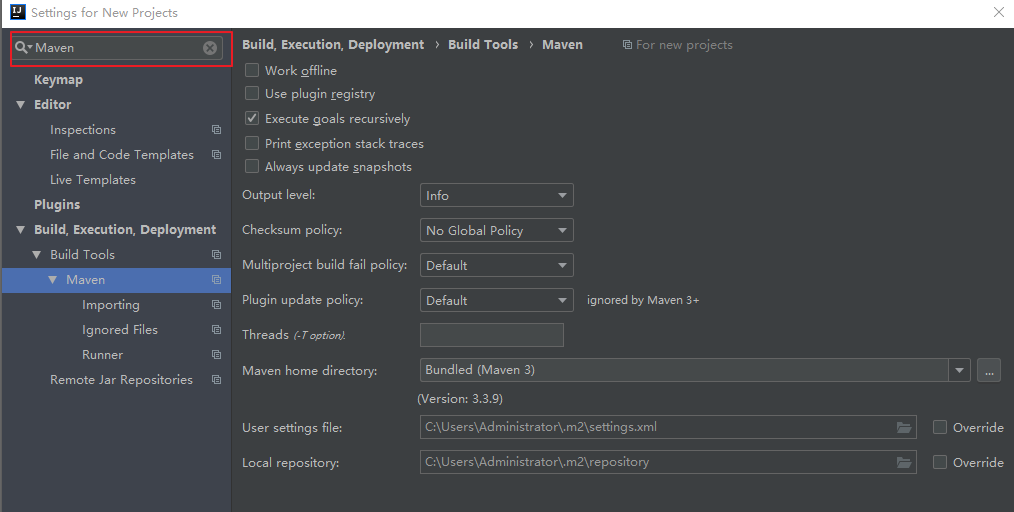 IJ Settings for New Projects
Maven
Keymap
Editor
Inspections
File and Code Templates
Live Templates
Plugins
Build, Execution, Deployment
Build Tools
Maven
Importing
Ignored Files
Runner
Remote Jar Repositories
Build, Execution, Deployment › Build Tools › Maven For new projects
Work offline
Use plugin registry
Execute goals recursively
Print exception stack traces
Always update snapshots
Output level: Info
Checksum policy: No Global Policy
Multiproject build fail policy: Default
Plugin update policy: Default ignored by Maven 3+
Threads (-T option).
Maven home directory: Bundled (Maven 3) ...
(Version: 3.3.9)
User settings file: C:\Users\Administrator\.m2\settings.xml Override
Local repository: C:\Users\Administrator\.m2\repository Override